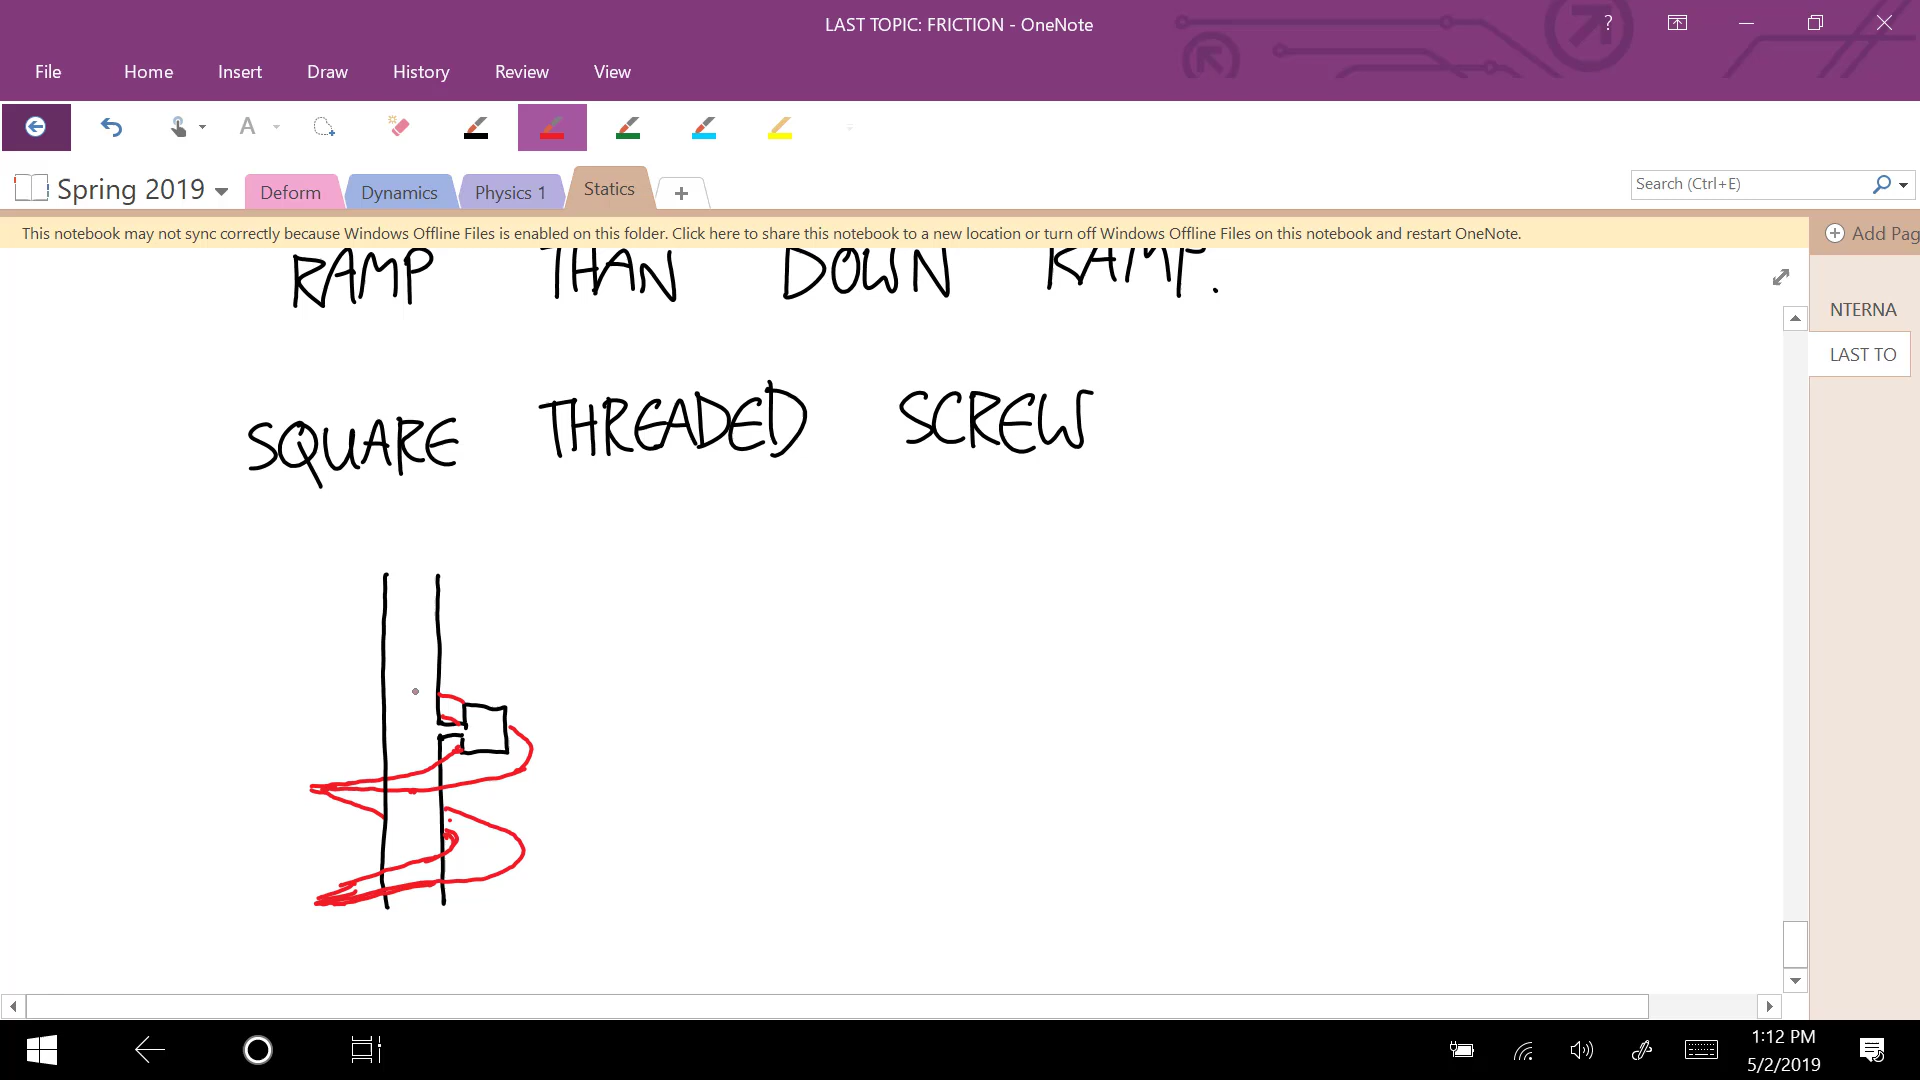 LAST TOPIC: FRICTION - OneNote
?
File Home Insert Draw History Review View
A
Spring 2019 Deform Dynamics Physics 1 Statics +
Search (Ctrl+E)
This notebook may not sync correctly because Windows Offline Files is enabled on this folder. Click here to share this notebook to a new location or turn off Windows Offline Files on this notebook and restart OneNote.
Add Pag
NTERNA
LAST TO
RAMP THAN DOWN RAMP.
SQUARE THREADED SCREW
1:12 PM
5/2/2019